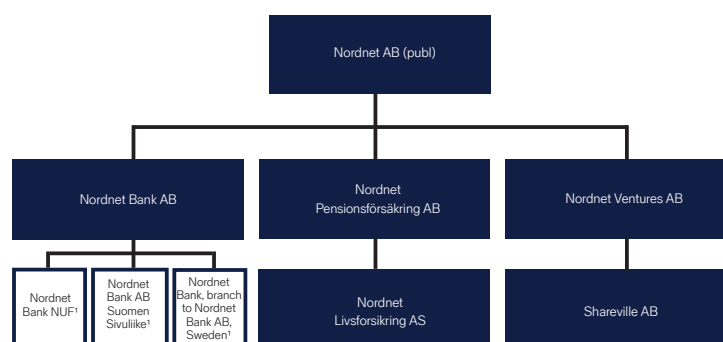 Nordnet AB (publ)
Nordnet Bank AB
Nordnet
Pensionsförsäkring AB
Nordnet Ventures AB
Nordnet
Bank NUF¹
Nordnet
Bank AB
Suomen
Sivuliike¹
Nordnet
Bank, branch
to Nordnet
Bank AB,
Sweden¹
Nordnet
Livsforsikring AS
Shareville AB